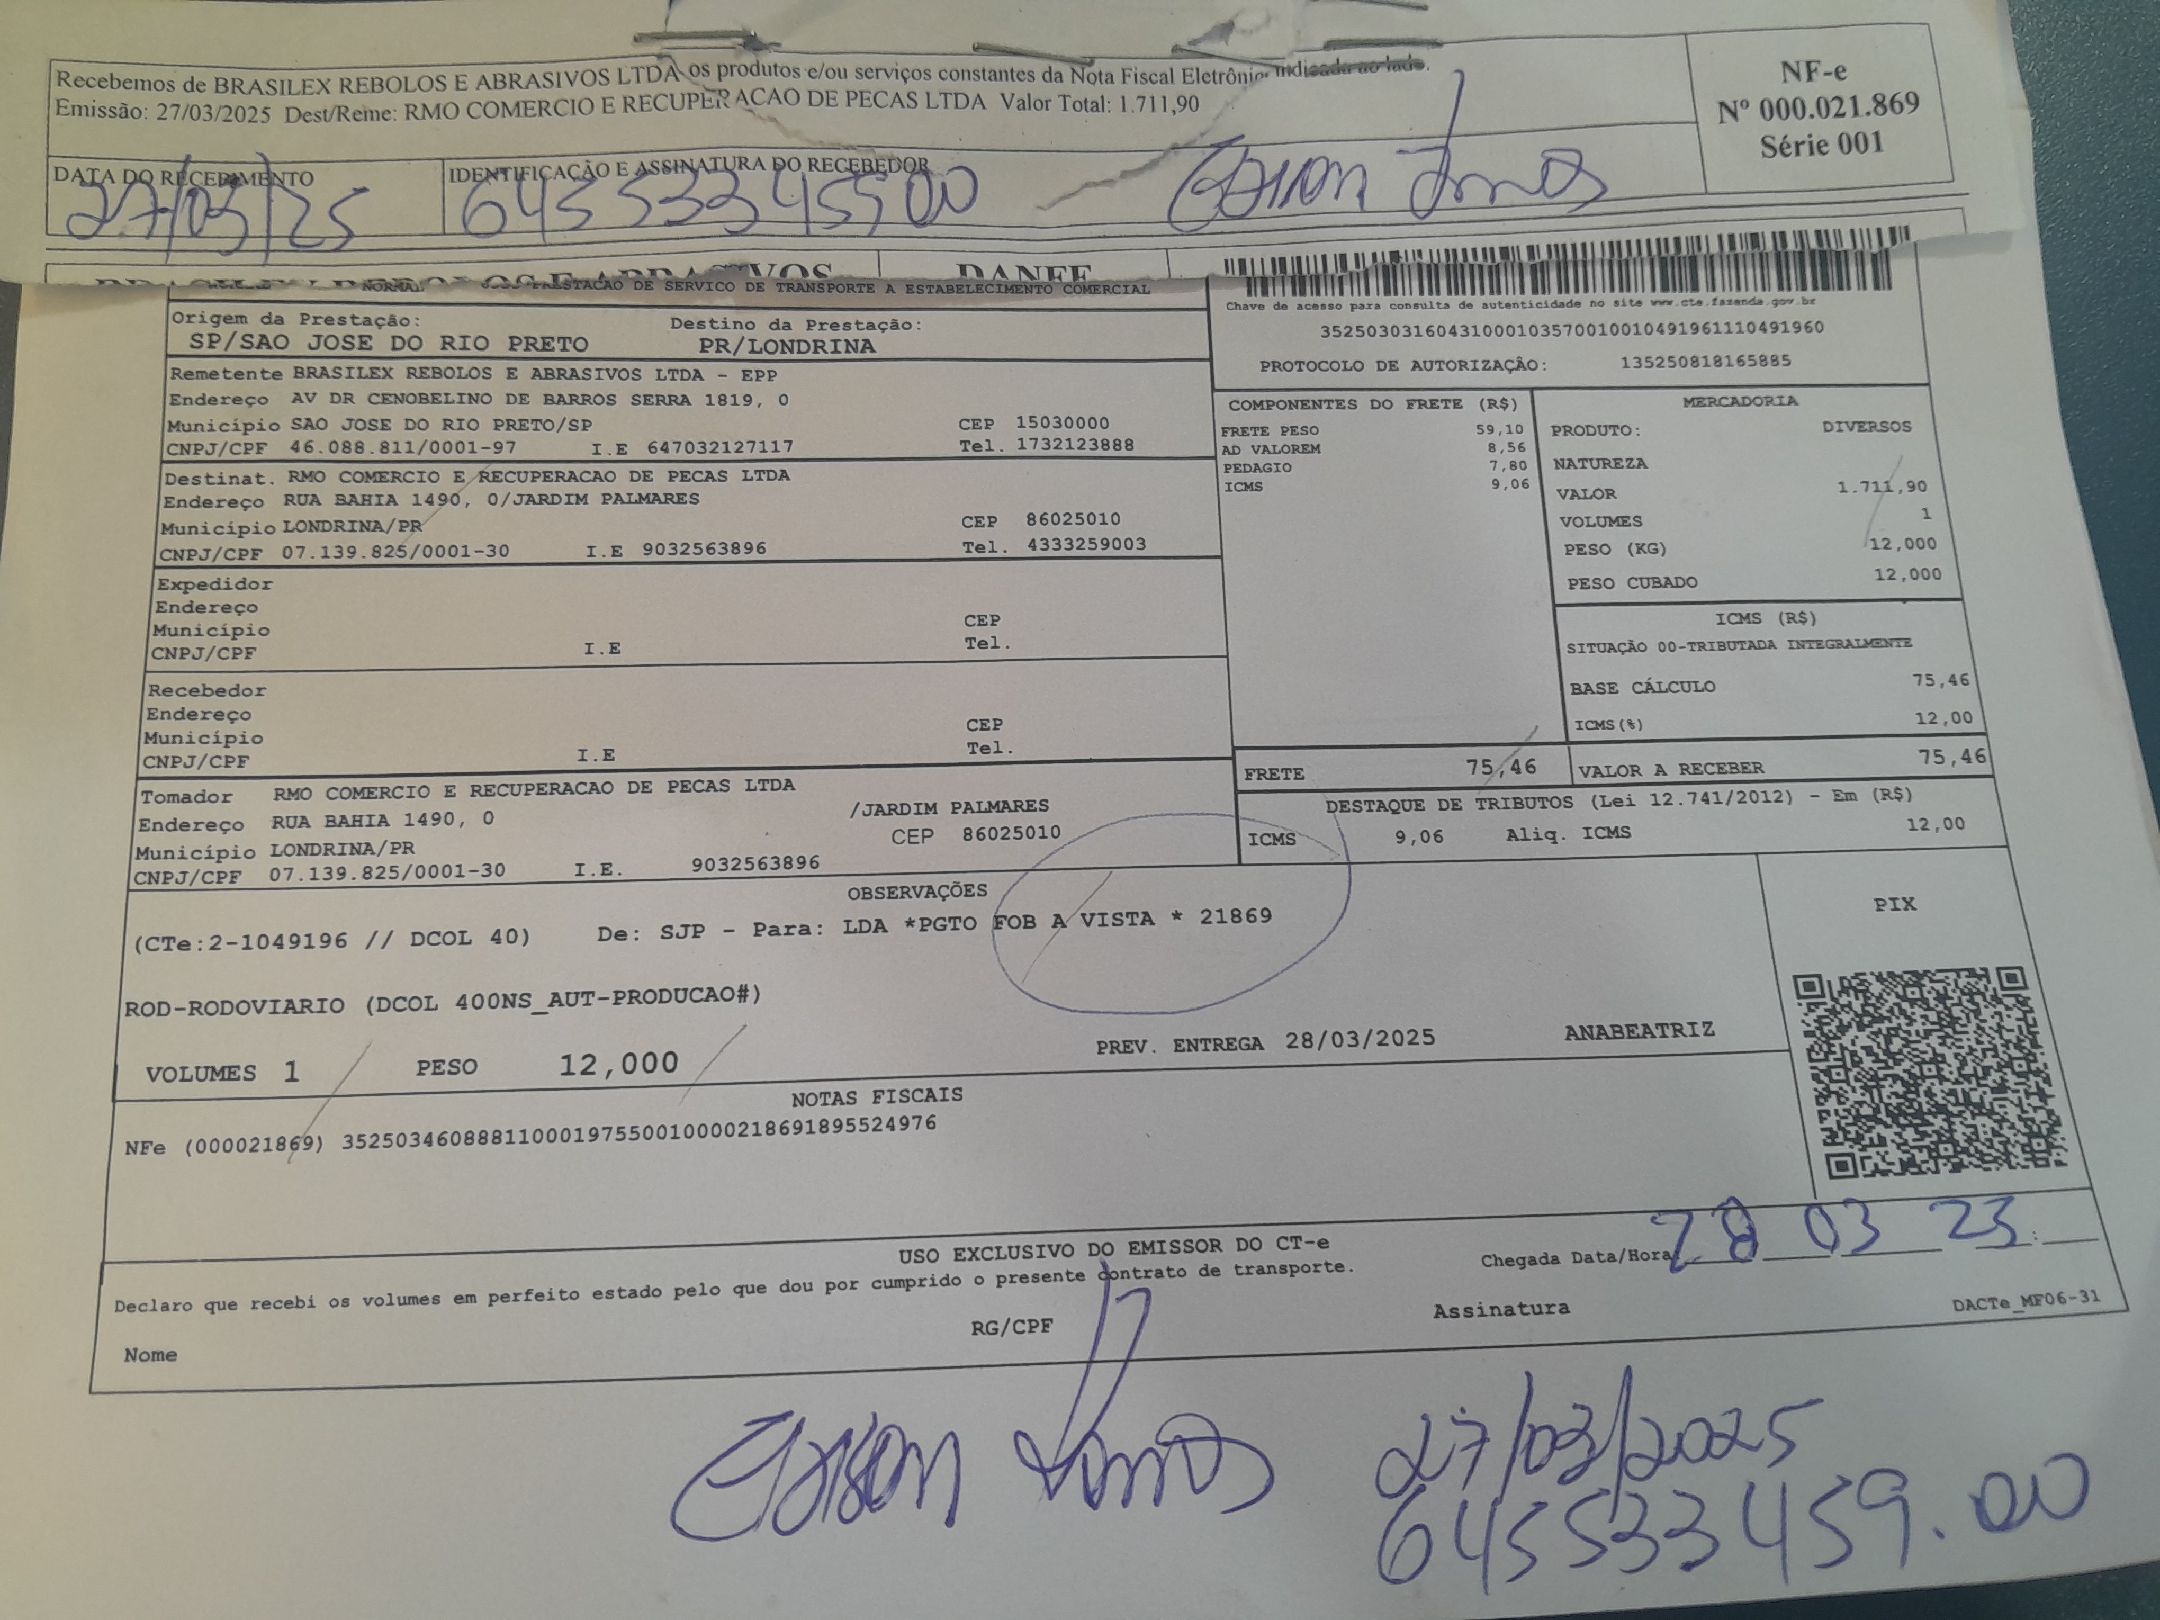 Recebemos de BRASILEX REBOLOS E ABRASIVOS LTDA os produtos e/ou serviços constantes da Nota Fiscal Eletrônica indicada ao lado.
Emissão: 27/03/2025 Dest/Reme: RMO COMERCIO E RECUPERACAO DE PECAS LTDA Valor Total: 1.711,90
NF-e
Nº 000.021.869
Série 001
DATA DO RECEBIMENTO
27/03/25
IDENTIFICAÇÃO E ASSINATURA DO RECEBEDOR
DANFE
NORMAL PRESTACAO DE SERVICO DE TRANSPORTE A ESTABELECIMENTO COMERCIAL
Origem da Prestação: Destino da Prestação:
SP/SAO JOSE DO RIO PRETO PR/LONDRINA
Chave de acesso para consulta de autenticidade no site www.cte.fazenda.gov.br
35250303160431000103570010010491961110491960
PROTOCOLO DE AUTORIZAÇÃO: 135250818165885
Remetente BRASILEX REBOLOS E ABRASIVOS LTDA - EPP
Endereço AV DR CENOBELINO DE BARROS SERRA 1819, 0
Município SAO JOSE DO RIO PRETO/SP CEP 15030000
CNPJ/CPF 46.088.811/0001-97 I.E 647032127117 Tel. 1732123888
Destinat. RMO COMERCIO E RECUPERACAO DE PECAS LTDA
Endereço RUA BAHIA 1490, 0/JARDIM PALMARES
Município LONDRINA/PR CEP 86025010
CNPJ/CPF 07.139.825/0001-30 I.E 9032563896 Tel. 4333259003
Expedidor
Endereço
Município CEP
CNPJ/CPF I.E Tel.
Recebedor
Endereço
Município CEP
CNPJ/CPF I.E Tel.
Tomador RMO COMERCIO E RECUPERACAO DE PECAS LTDA
Endereço RUA BAHIA 1490, 0 /JARDIM PALMARES
Município LONDRINA/PR CEP 86025010
CNPJ/CPF 07.139.825/0001-30 I.E. 9032563896
COMPONENTES DO FRETE (R$)
FRETE PESO 59,10
AD VALOREM 8,56
PEDAGIO 7,80
ICMS 9,06
MERCADORIA
PRODUTO: DIVERSOS
NATUREZA
VALOR 1.711,90
VOLUMES 1
PESO (KG) 12,000
PESO CUBADO 12,000
ICMS (R$)
SITUAÇÃO 00-TRIBUTADA INTEGRALMENTE
BASE CÁLCULO 75,46
ICMS(%) 12,00
FRETE 75,46 VALOR A RECEBER 75,46
DESTAQUE DE TRIBUTOS (Lei 12.741/2012) - Em (R$)
ICMS 9,06 Aliq. ICMS 12,00
OBSERVAÇÕES
(CTe:2-1049196 // DCOL 40) De: SJP - Para: LDA *PGTO FOB A VISTA * 21869
ROD-RODOVIARIO (DCOL 400NS_AUT-PRODUCAO#)
VOLUMES 1 PESO 12,000 PREV. ENTREGA 28/03/2025 ANABEATRIZ
PIX
NOTAS FISCAIS
NFe (000021869) 35250346088811000197550010000218691895524976
USO EXCLUSIVO DO EMISSOR DO CT-e
Declaro que recebi os volumes em perfeito estado pelo que dou por cumprido o presente contrato de transporte.
Chegada Data/Hora 28 03 23 :
Nome RG/CPF Assinatura
DACTe_MF06-31
27/03/2025
645533459.00